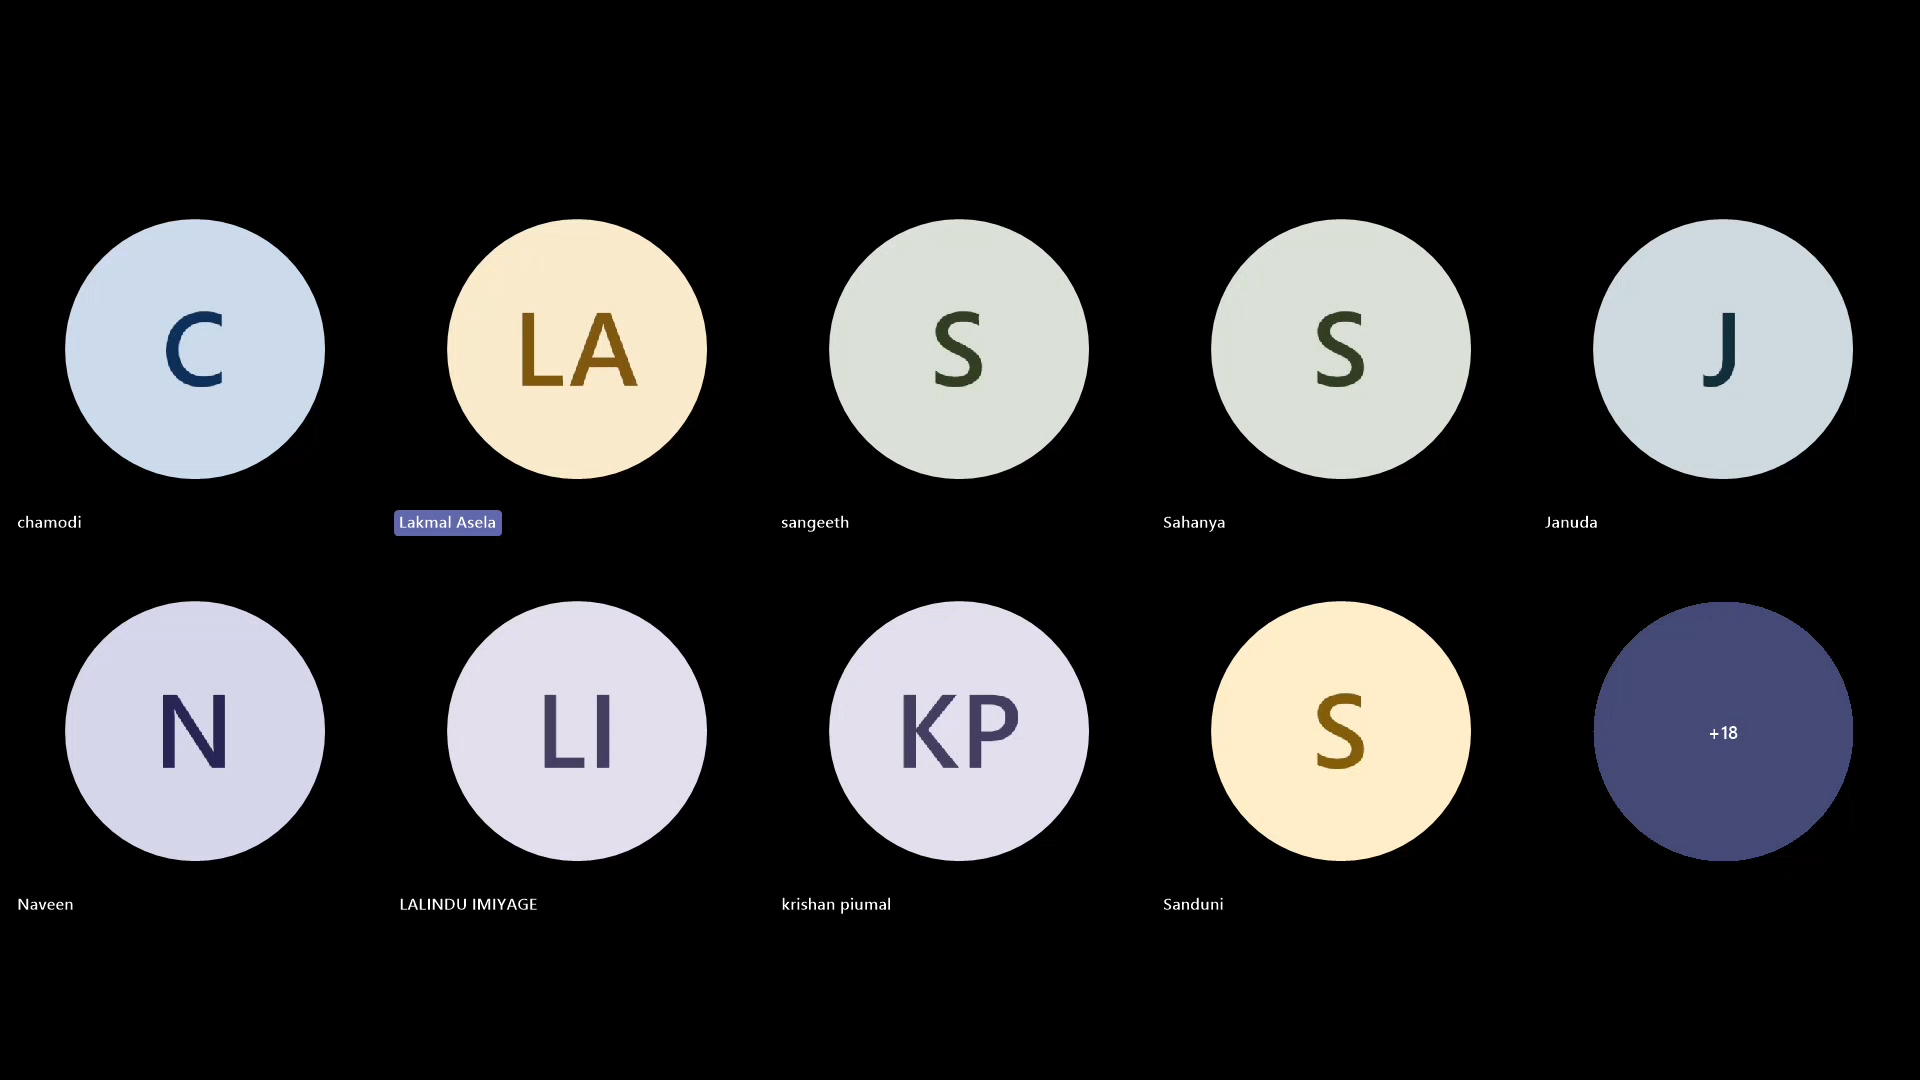 C
LA
S
S
J
chamodi
Lakmal Asela
sangeeth
Sahanya
Januda
N
LI
KP
S
+18
Naveen
LALINDU IMIYAGE
krishan piumal
Sanduni